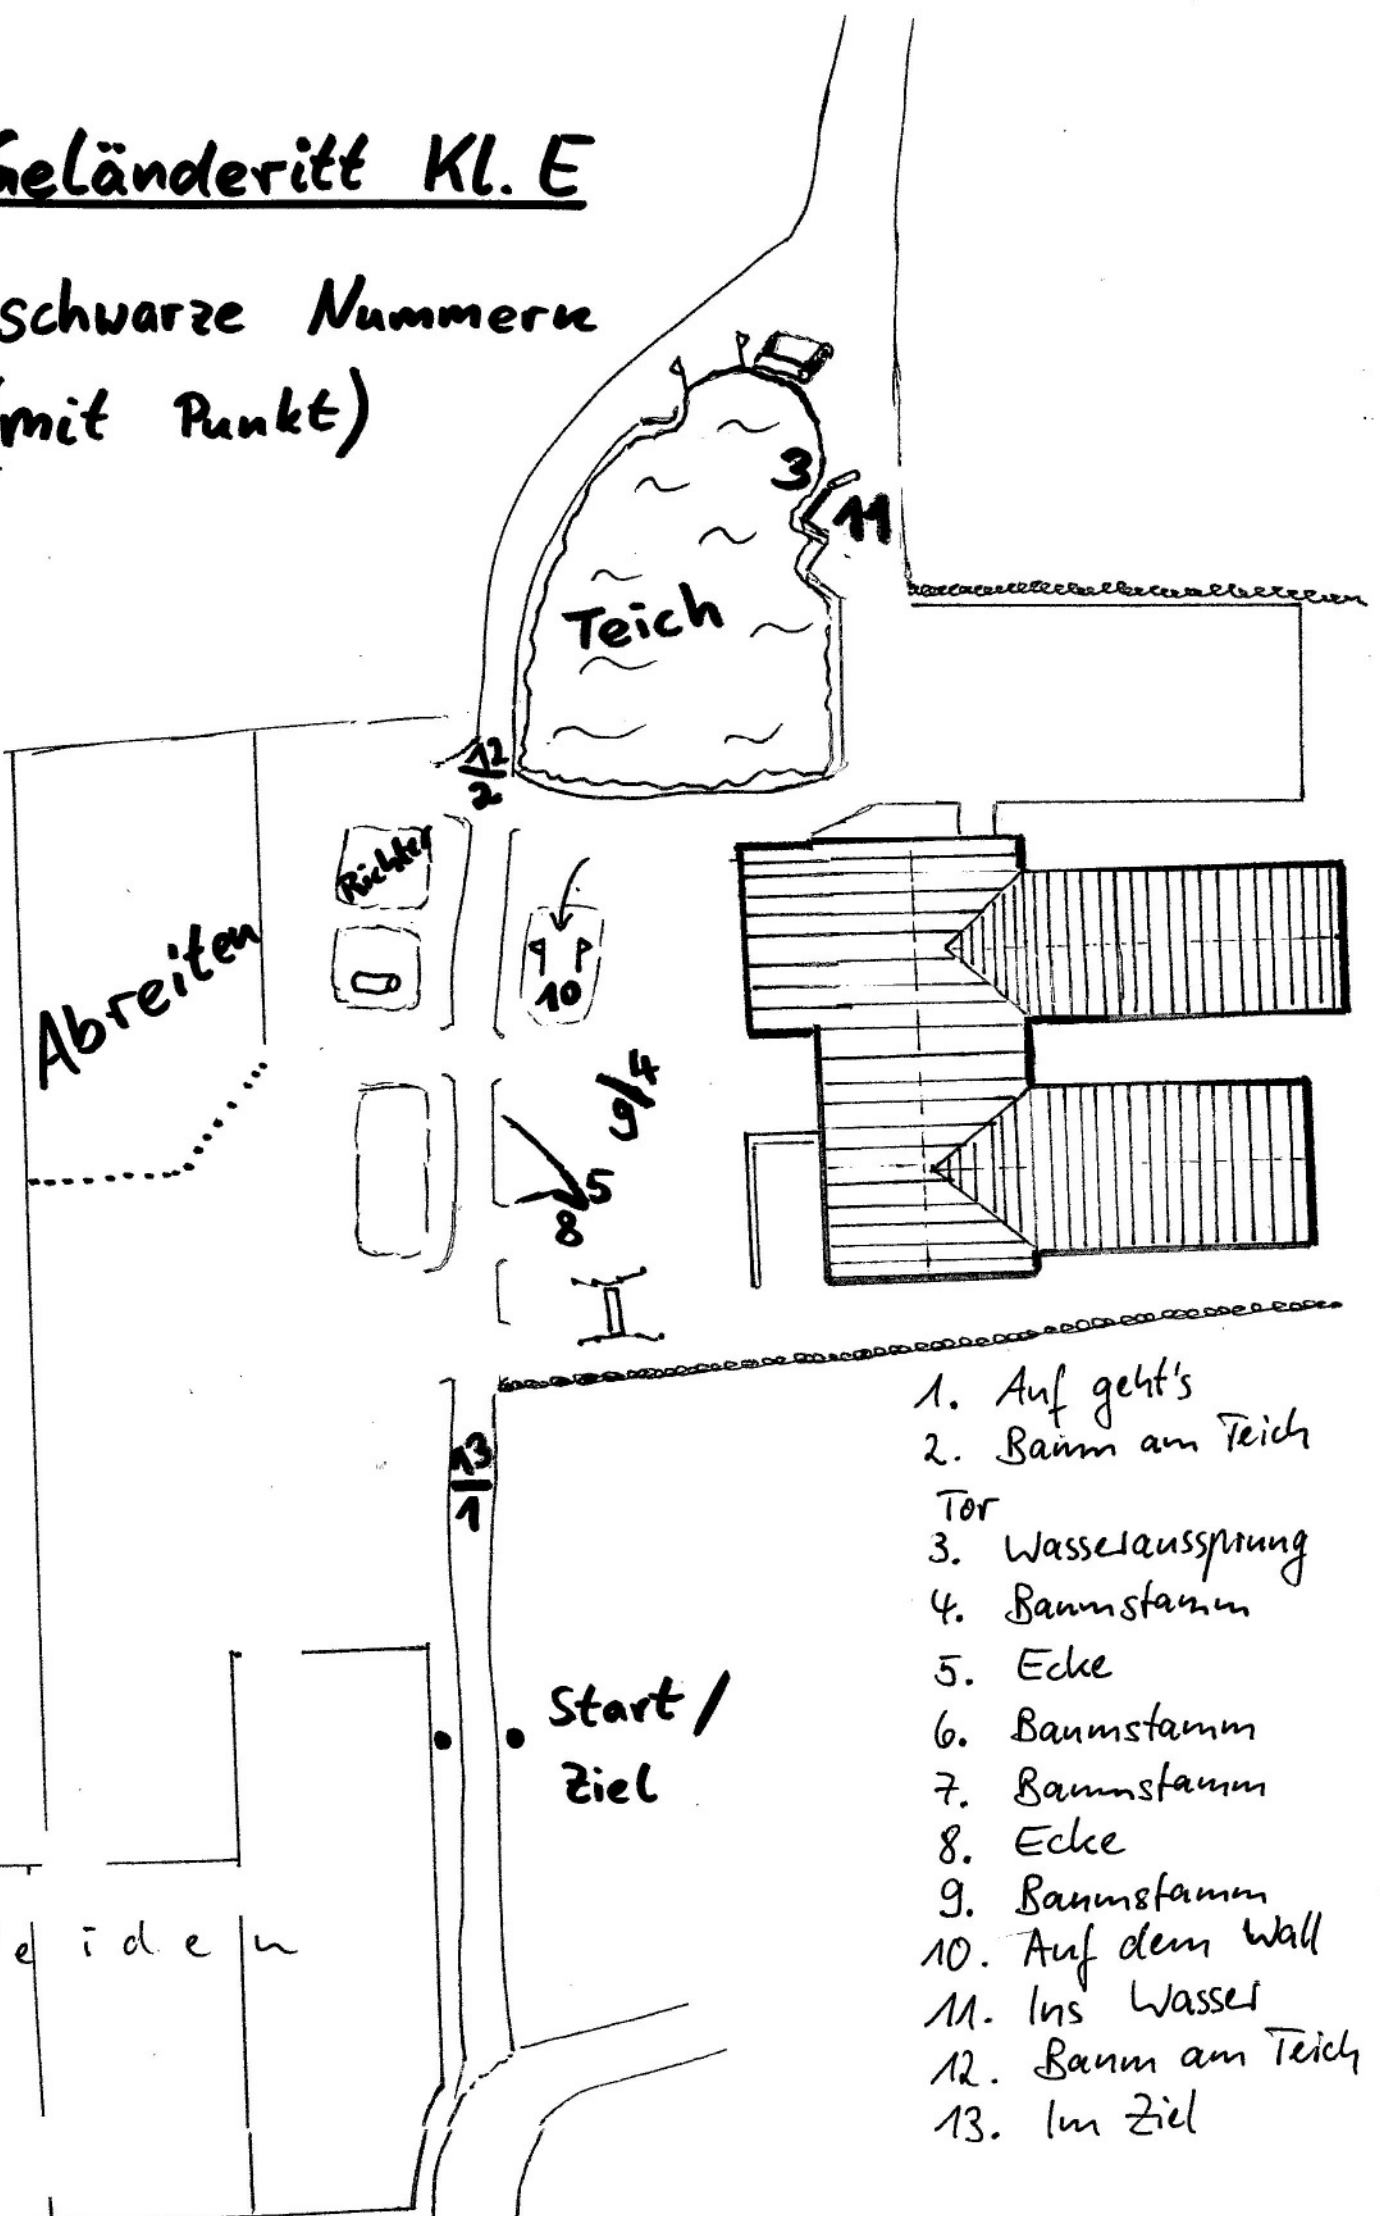 Geländeritt Kl. E
schwarze Nummern
(mit Punkt)
3
11
Teich
12
2
Richter
Abreiten
10
9/4
5
8
13
1
Start /
Ziel
1. Auf geht's
2. Baum am Teich
Tor
3. Wasseraussprung
4. Baumstamm
5. Ecke
6. Baumstamm
7. Baumstamm
8. Ecke
9. Baumstamm
10. Auf dem Wall
11. Ins Wasser
12. Baum am Teich
13. Im Ziel
eiden